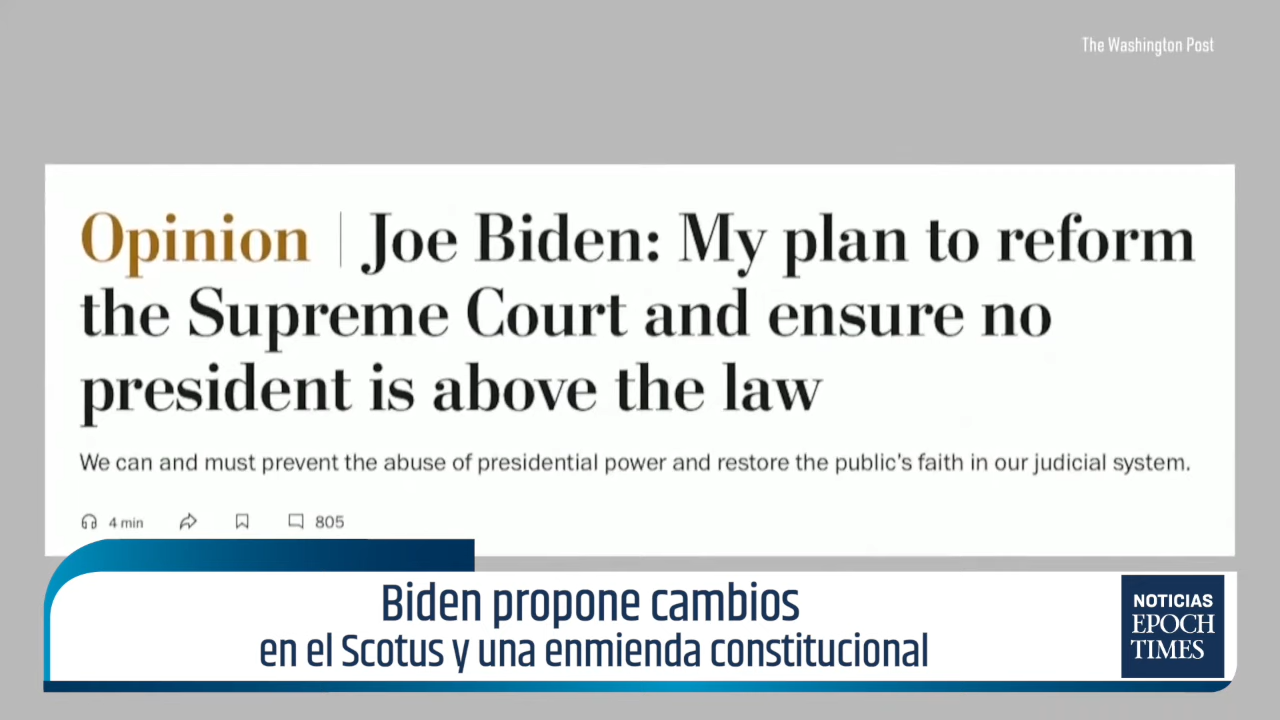 The Washington Post
Opinion | Joe Biden: My plan to reform
the Supreme Court and ensure no
president is above the law
We can and must prevent the abuse of presidential power and restore the public's faith in our judicial system.
4 min 805
Biden propone cambios
en el Scotus y una enmienda constitucional
NOTICIAS
EPOCH
TIMES